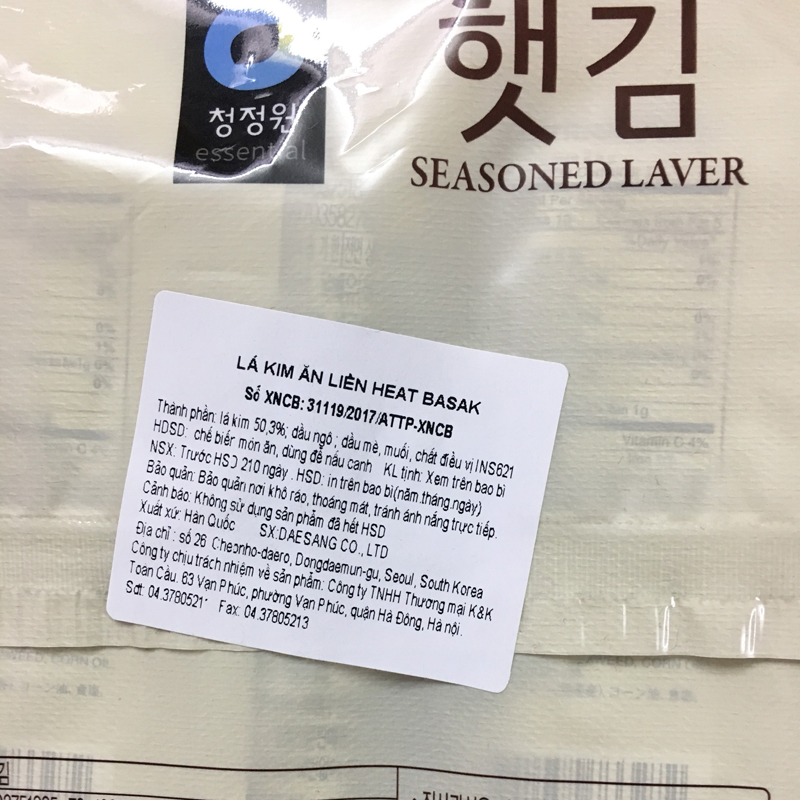 청정원
essential
햇김
SEASONED LAVER
LÁ KIM ĂN LIỀN HEAT BASAK
Số XNCB: 31119/2017/ATTP-XNCB
Thành phần: lá kim 50,3%; dầu ngô ; dầu mè, muối, chất điều vị INS621
HDSD: chế biến món ăn, dùng để nấu canh KL tịnh: Xem trên bao bì
NSX: Trước HSD 210 ngày . HSD: in trên bao bì(năm.tháng.ngày)
Bảo quản: Bảo quản nơi khô ráo, thoáng mát, tránh ánh nắng trực tiếp.
Cảnh báo: Không sử dụng sản phẩm đã hết HSD
Xuất xứ: Hàn Quốc SX:DAESANG CO., LTD
Địa chỉ : số 26 Cheonho-daero, Dongdaemun-gu, Seoul, South Korea
Công ty chịu trách nhiệm về sản phẩm: Công ty TNHH Thương mại K&K
Toàn Cầu. 63 Vạn Phúc, phường Vạn Phúc, quận Hà Đông, Hà nội.
Sđt: 04.3780521 Fax: 04.37805213
Vitamin C 4%